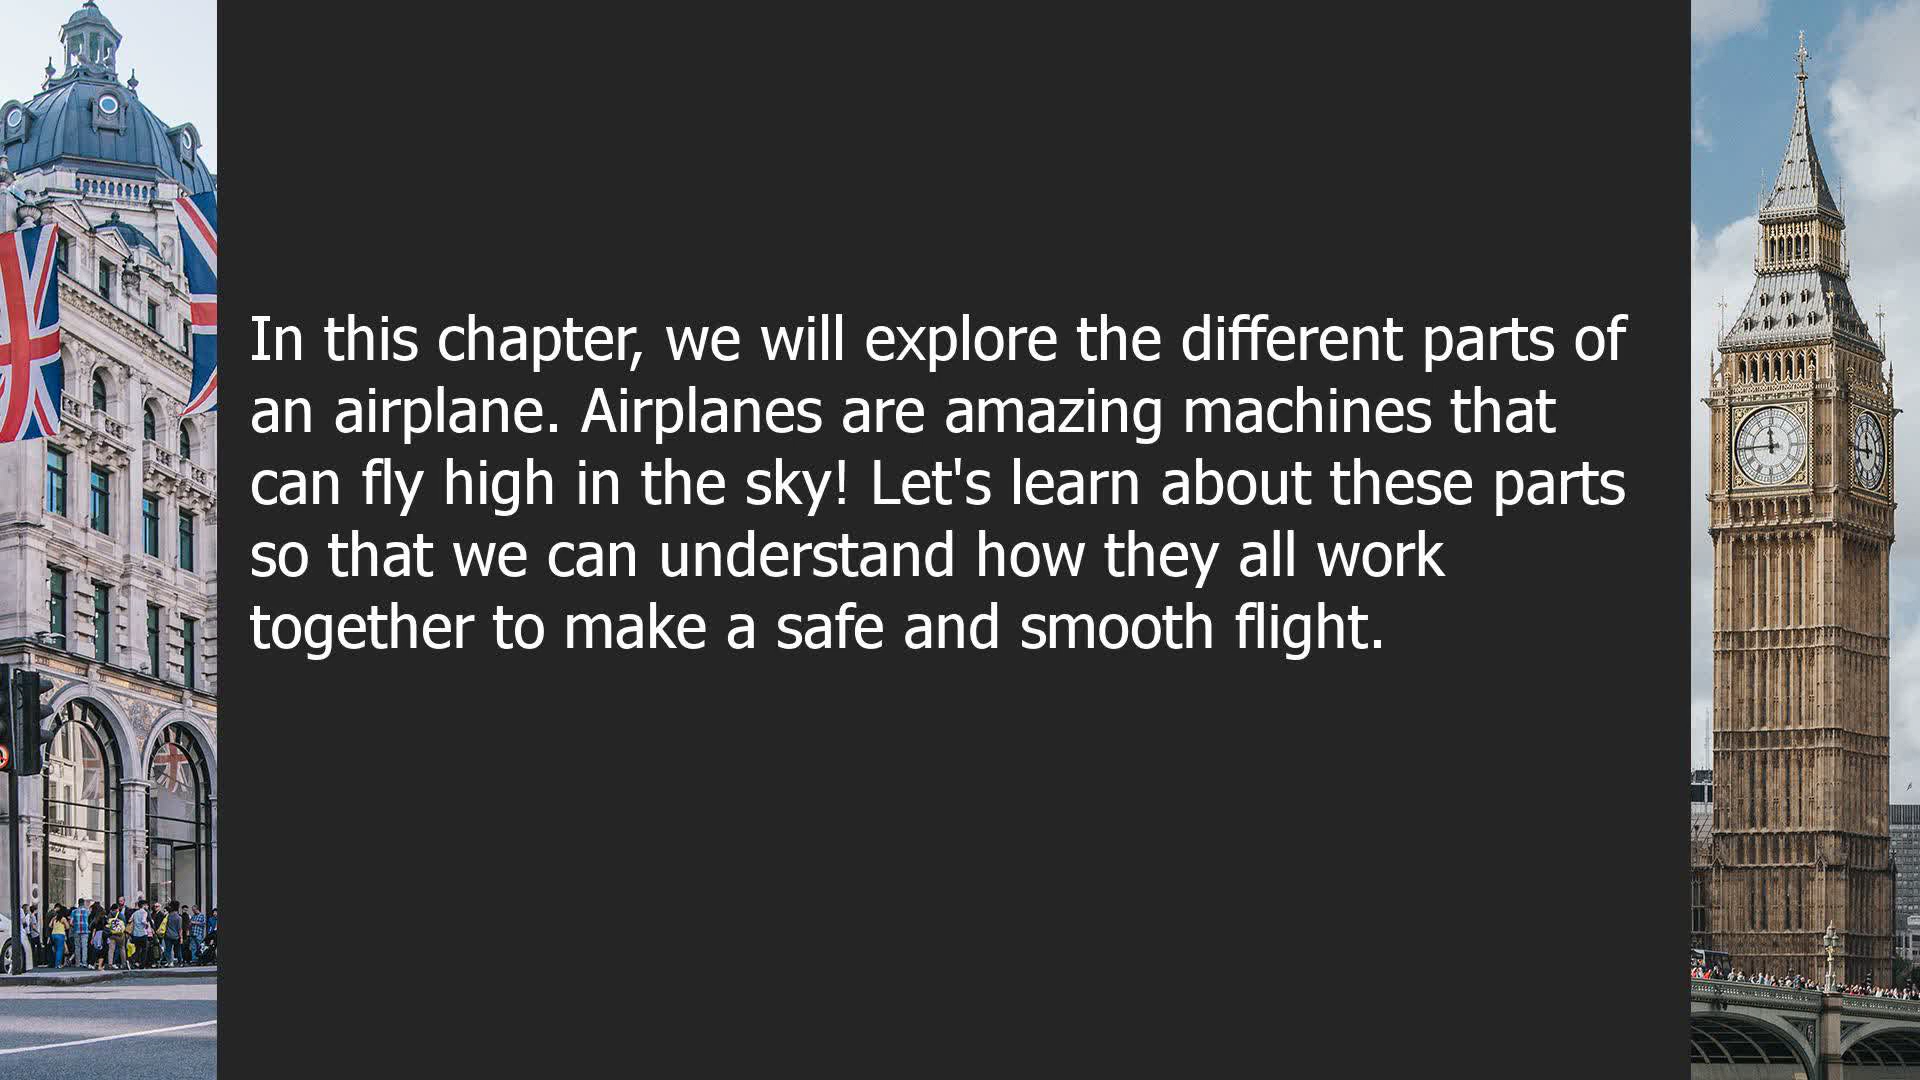 In this chapter, we will explore the different parts of
an airplane. Airplanes are amazing machines that
can fly high in the sky! Let's learn about these parts
so that we can understand how they all work
together to make a safe and smooth flight.